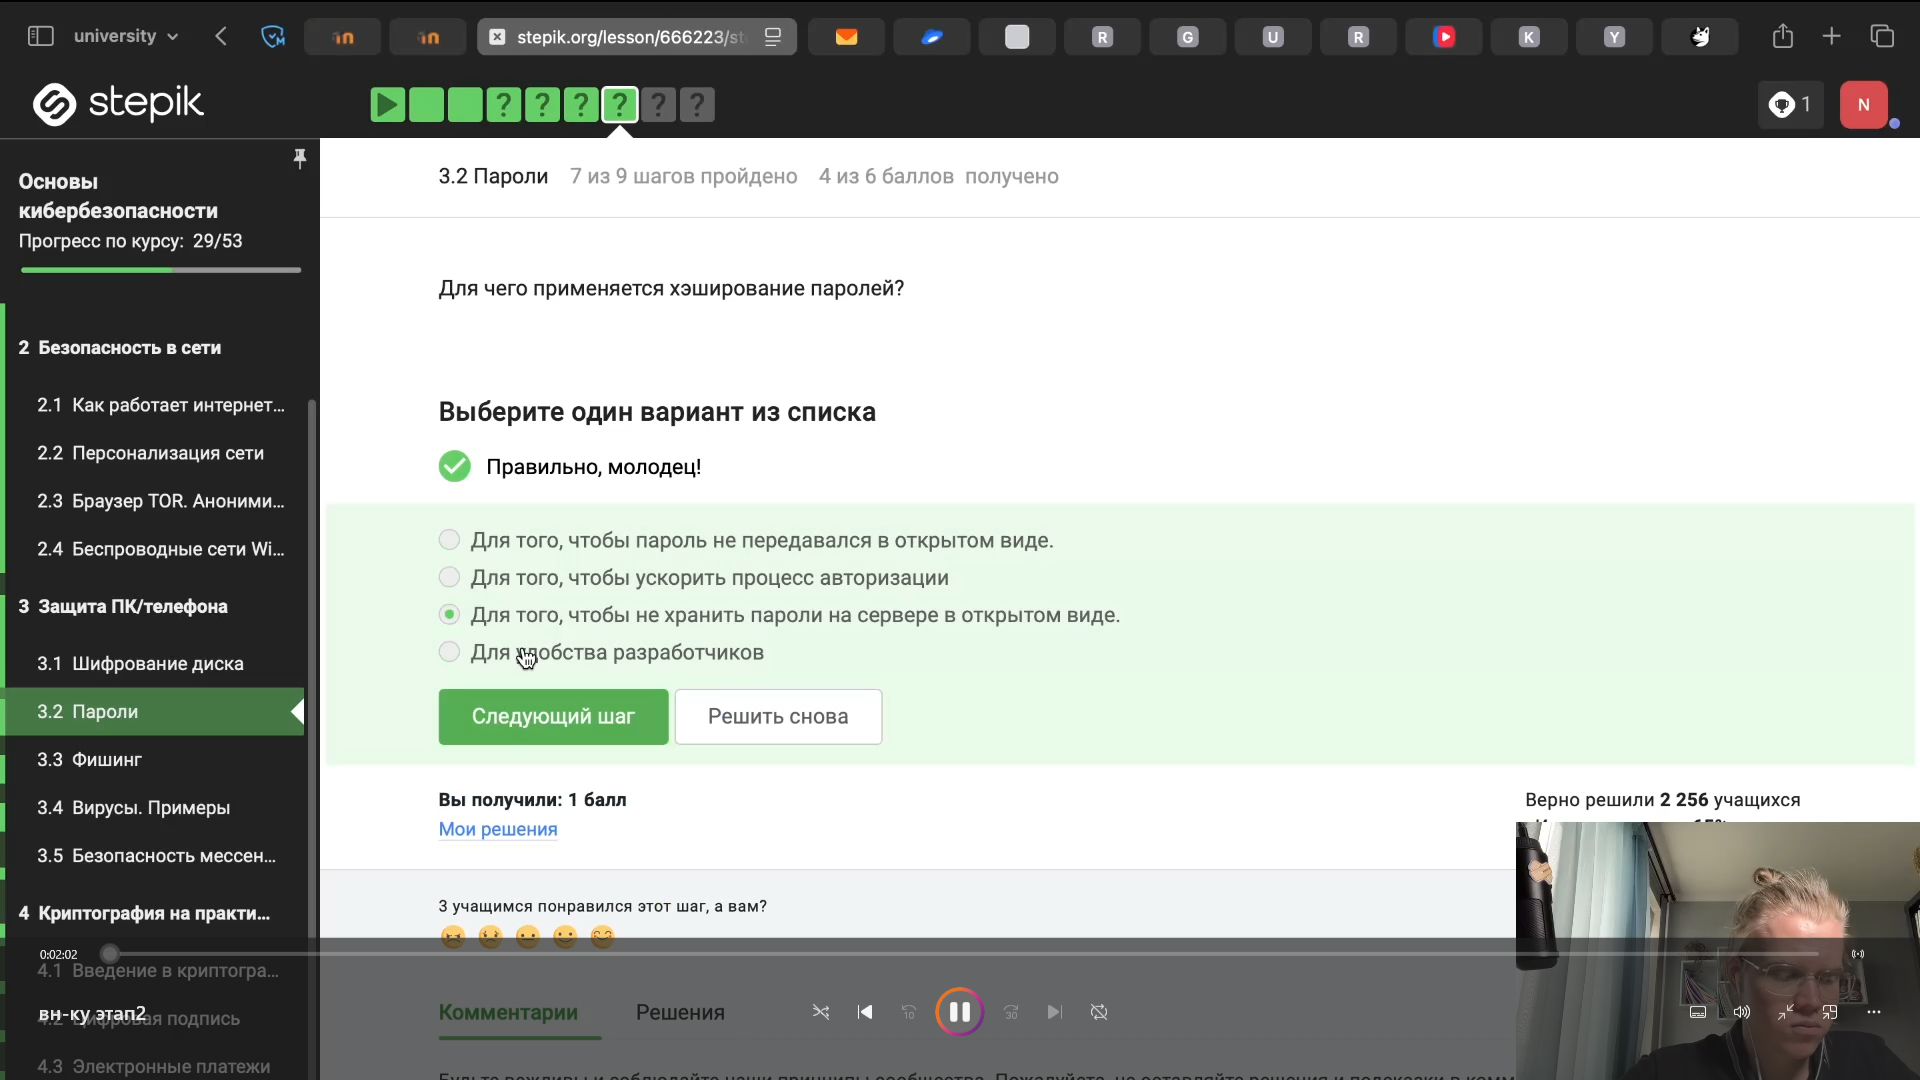 university
stepik.org/lesson/666223/st
R
G
U
R
K
Y
stepik
? ? ? ? ? ?
1
N
Основы
кибербезопасности
Прогресс по курсу: 29/53
2 Безопасность в сети
2.1 Как работает интернет...
2.2 Персонализация сети
2.3 Браузер TOR. Аноними...
2.4 Беспроводные сети Wi...
3 Защита ПК/телефона
3.1 Шифрование диска
3.2 Пароли
3.3 Фишинг
3.4 Вирусы. Примеры
3.5 Безопасность мессен...
4 Криптография на практи...
4.1 Введение в криптогра...
4.2 Цифровая подпись
4.3 Электронные платежи
3.2 Пароли 7 из 9 шагов пройдено 4 из 6 баллов получено
Для чего применяется хэширование паролей?
Выберите один вариант из списка
Правильно, молодец!
Для того, чтобы пароль не передавался в открытом виде.
Для того, чтобы ускорить процесс авторизации
Для того, чтобы не хранить пароли на сервере в открытом виде.
Для удобства разработчиков
Следующий шаг
Решить снова
Вы получили: 1 балл
Мои решения
Верно решили 2 256 учащихся
3 учащимся понравился этот шаг, а вам?
Комментарии
Решения
0:02:02
вн-ку этап2
10
30